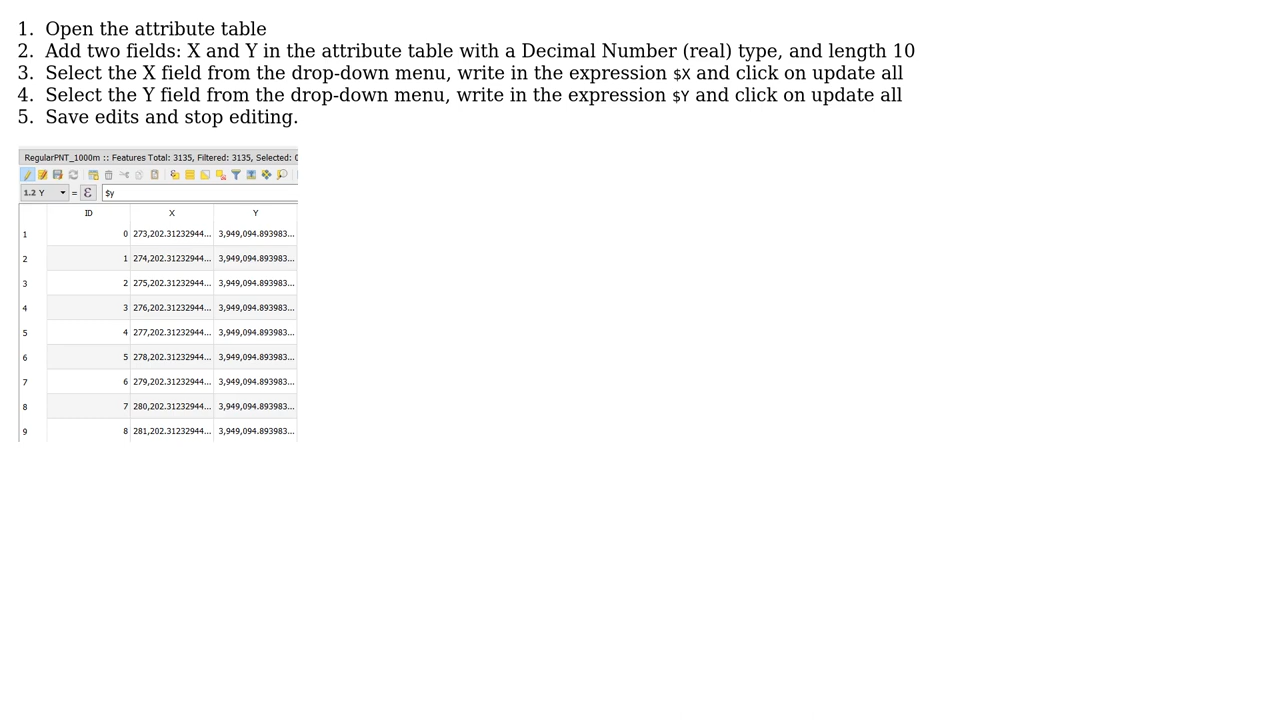 1. Open the attribute table
2. Add two fields: X and Y in the attribute table with a Decimal Number (real) type, and length 10
3. Select the X field from the drop-down menu, write in the expression $X and click on update all
4. Select the Y field from the drop-down menu, write in the expression $Y and click on update all
5. Save edits and stop editing.
RegularPNT_1000m :: Features Total: 3135, Filtered: 3135, Selected: 0
1.2 Y = ε $y
ID X Y
1 0 273,202.31232944... 3,949,094.893983...
2 1 274,202.31232944... 3,949,094.893983...
3 2 275,202.31232944... 3,949,094.893983...
4 3 276,202.31232944... 3,949,094.893983...
5 4 277,202.31232944... 3,949,094.893983...
6 5 278,202.31232944... 3,949,094.893983...
7 6 279,202.31232944... 3,949,094.893983...
8 7 280,202.31232944... 3,949,094.893983...
9 8 281,202.31232944... 3,949,094.893983...